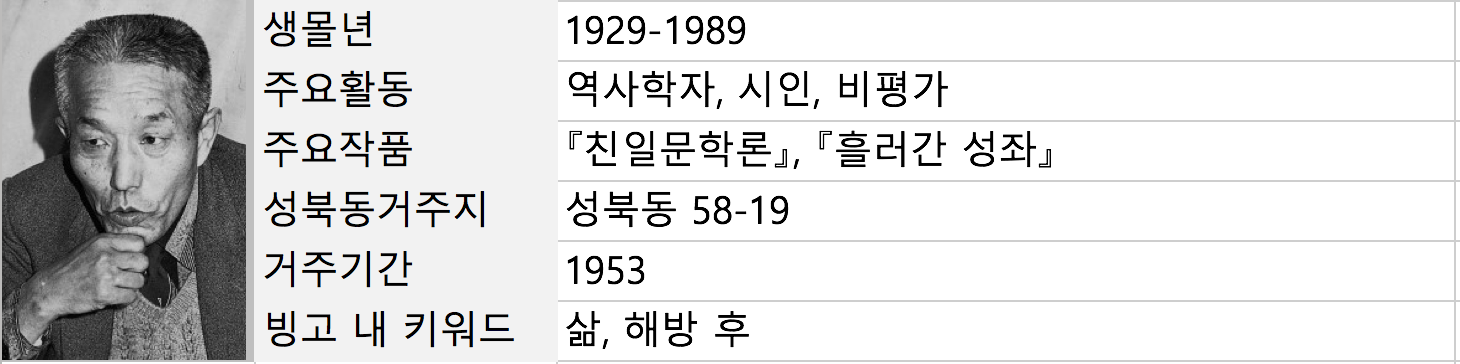 생몰년 1929-1989
주요활동 역사학자, 시인, 비평가
주요작품 『친일문학론』, 『흘러간 성좌』
성북동거주지 성북동 58-19
거주기간 1953
빙고 내 키워드 삶, 해방 후